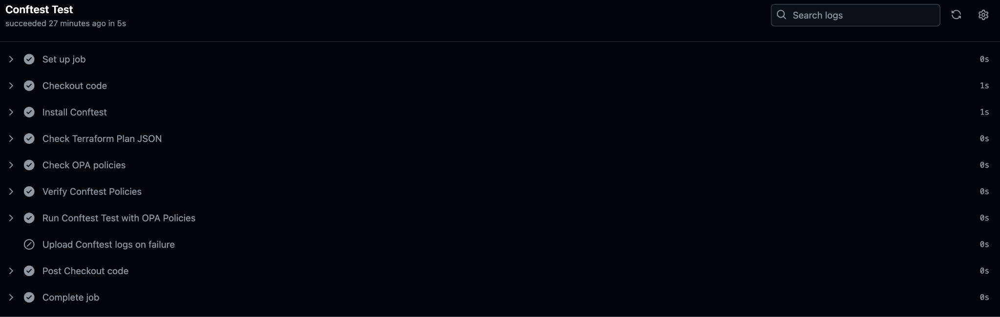 Conftest Test
succeeded 27 minutes ago in 5s
Search logs
Set up job 0s
Checkout code 1s
Install Conftest 1s
Check Terraform Plan JSON 0s
Check OPA policies 0s
Verify Conftest Policies 0s
Run Conftest Test with OPA Policies 0s
Upload Conftest logs on failure 0s
Post Checkout code 0s
Complete job 0s